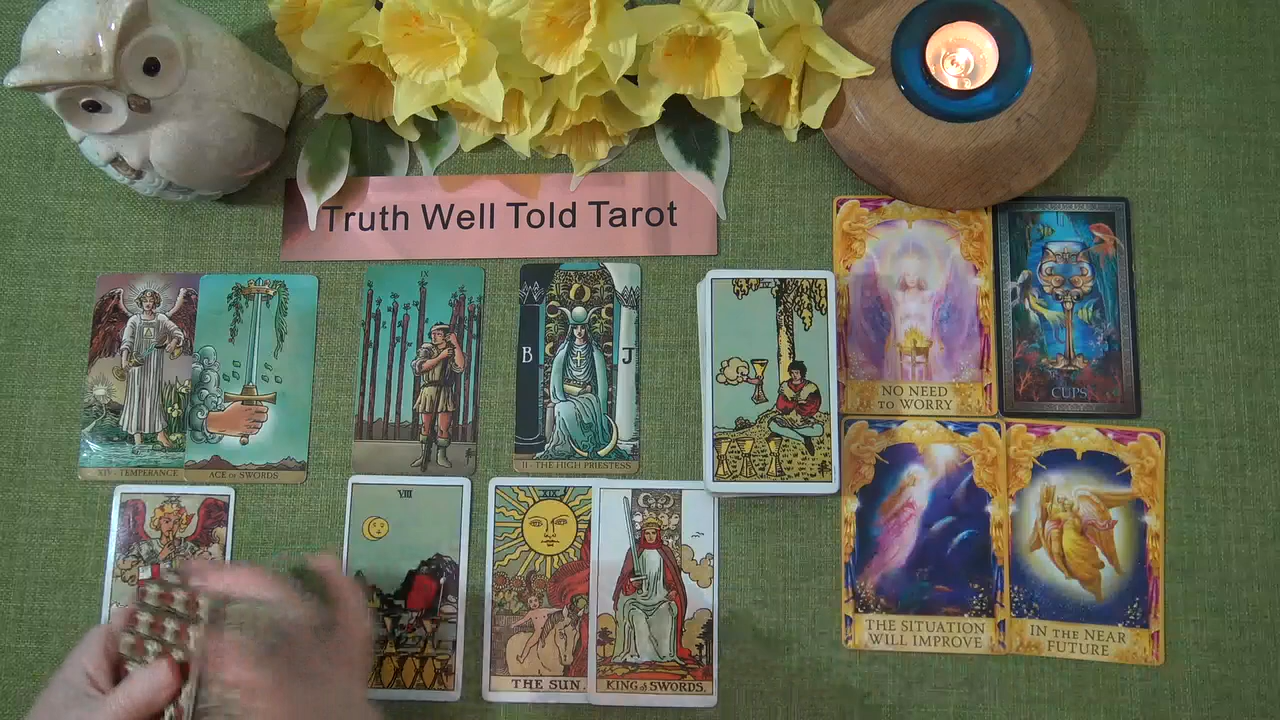 Truth Well Told Tarot
NO NEED
TO WORRY
CUPS
XIV - TEMPERANCE
ACE OF SWORDS
IX
B
J
II - THE HIGH PRIESTESS
VIII
XIX
THE SUN.
KING of SWORDS.
THE SITUATION
WILL IMPROVE
IN THE NEAR
FUTURE